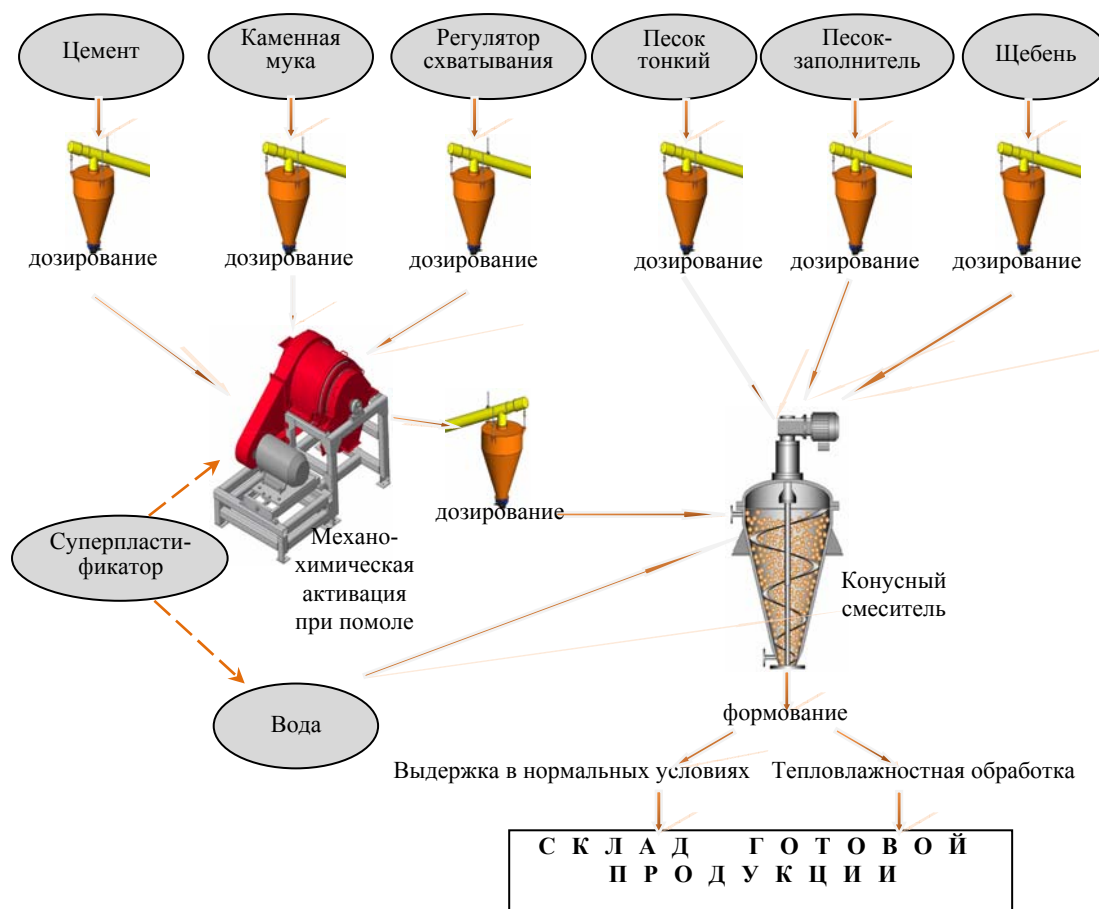 Цемент
Каменная
мука
Регулятор
схватывания
Песок
тонкий
Песок-
заполнитель
Щебень
дозирование
дозирование
дозирование
дозирование
дозирование
дозирование
дозирование
Суперпласти-
фикатор
Механо-
химическая
активация
при помоле
Конусный
смеситель
Вода
формование
Выдержка в нормальных условиях
Тепловлажностная обработка
С К Л А Д Г О Т О В О Й
П Р О Д У К Ц И И